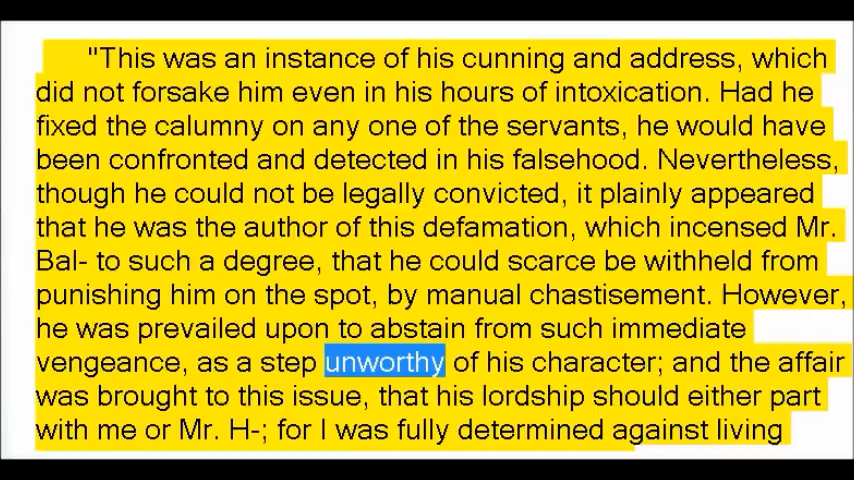 "This was an instance of his cunning and address, which
did not forsake him even in his hours of intoxication. Had he
fixed the calumny on any one of the servants, he would have
been confronted and detected in his falsehood. Nevertheless,
though he could not be legally convicted, it plainly appeared
that he was the author of this defamation, which incensed Mr.
Bal- to such a degree, that he could scarce be withheld from
punishing him on the spot, by manual chastisement. However,
he was prevailed upon to abstain from such immediate
vengeance, as a step unworthy of his character; and the affair
was brought to this issue, that his lordship should either part
with me or Mr. H-; for I was fully determined against living